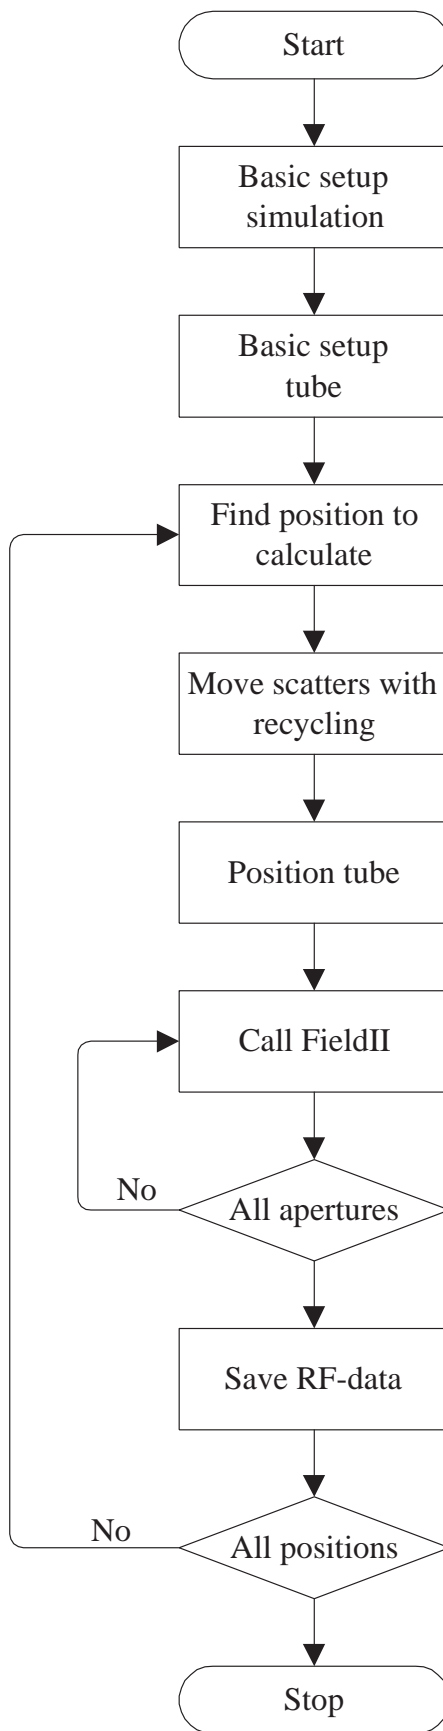 Start
Basic setup
simulation
Basic setup
tube
Find position to
calculate
Move scatters with
recycling
Position tube
Call FieldII
No
All apertures
Save RF-data
No
All positions
Stop